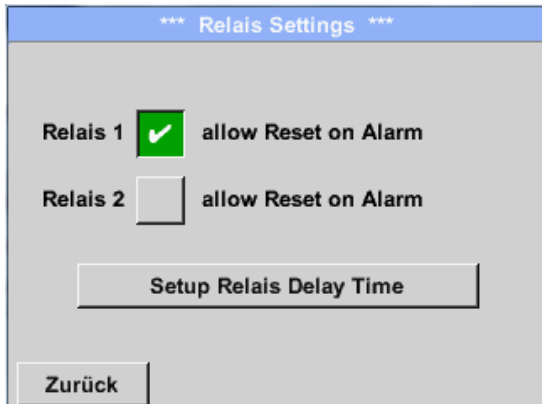 *** Relais Settings ***
Relais 1 ✔ allow Reset on Alarm
Relais 2 allow Reset on Alarm
Setup Relais Delay Time
Zurück